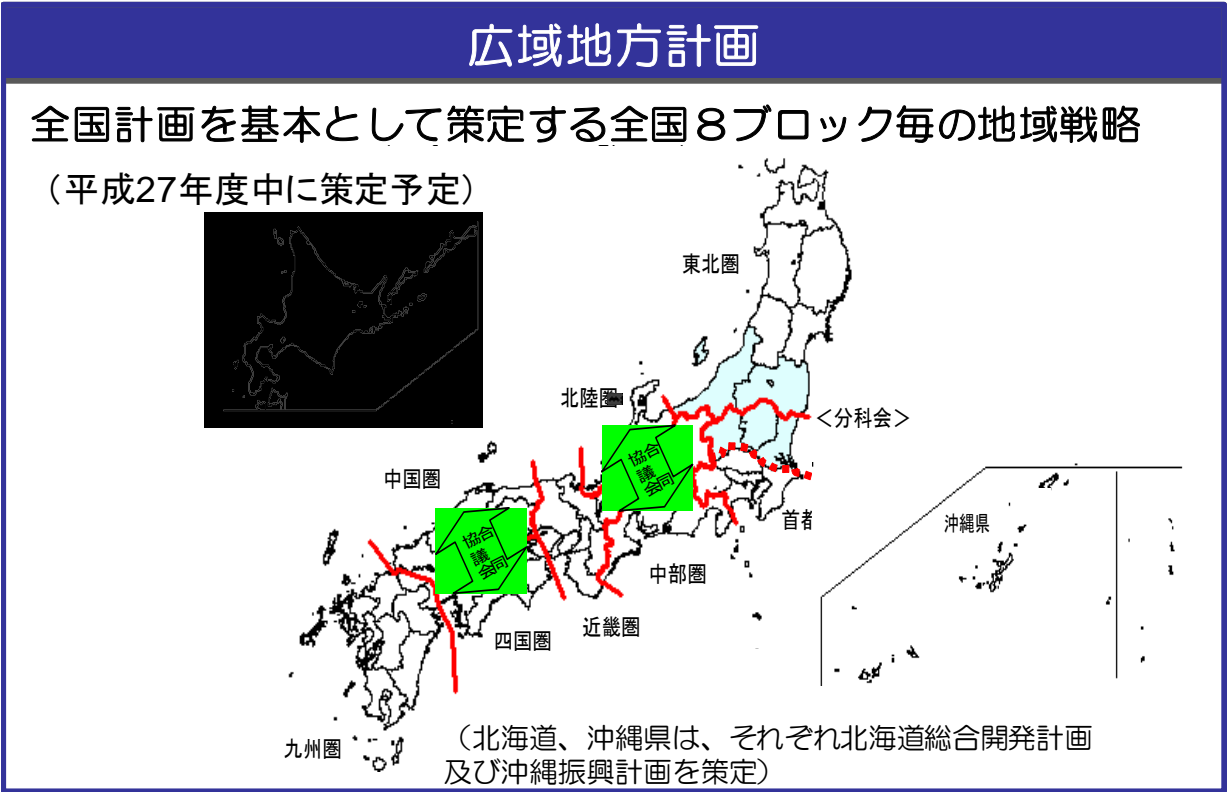 広域地方計画
全国計画を基本として策定する全国８ブロック毎の地域戦略
（平成27年度中に策定予定）
東北圏
北陸圏
＜分科会＞
協合
議
会同
中国圏
首都
沖縄県
協合
議
会同
中部圏
近畿圏
四国圏
九州圏
（北海道、沖縄県は、それぞれ北海道総合開発計画
及び沖縄振興計画を策定）